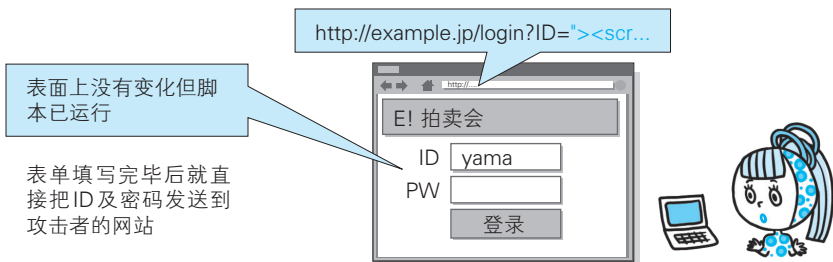 http://example.jp/login?ID="><scr...
表面上没有变化但脚
本已运行
http://.....
E! 拍卖会
ID yama
PW
登录
表单填写完毕后就直
接把ID及密码发送到
攻击者的网站